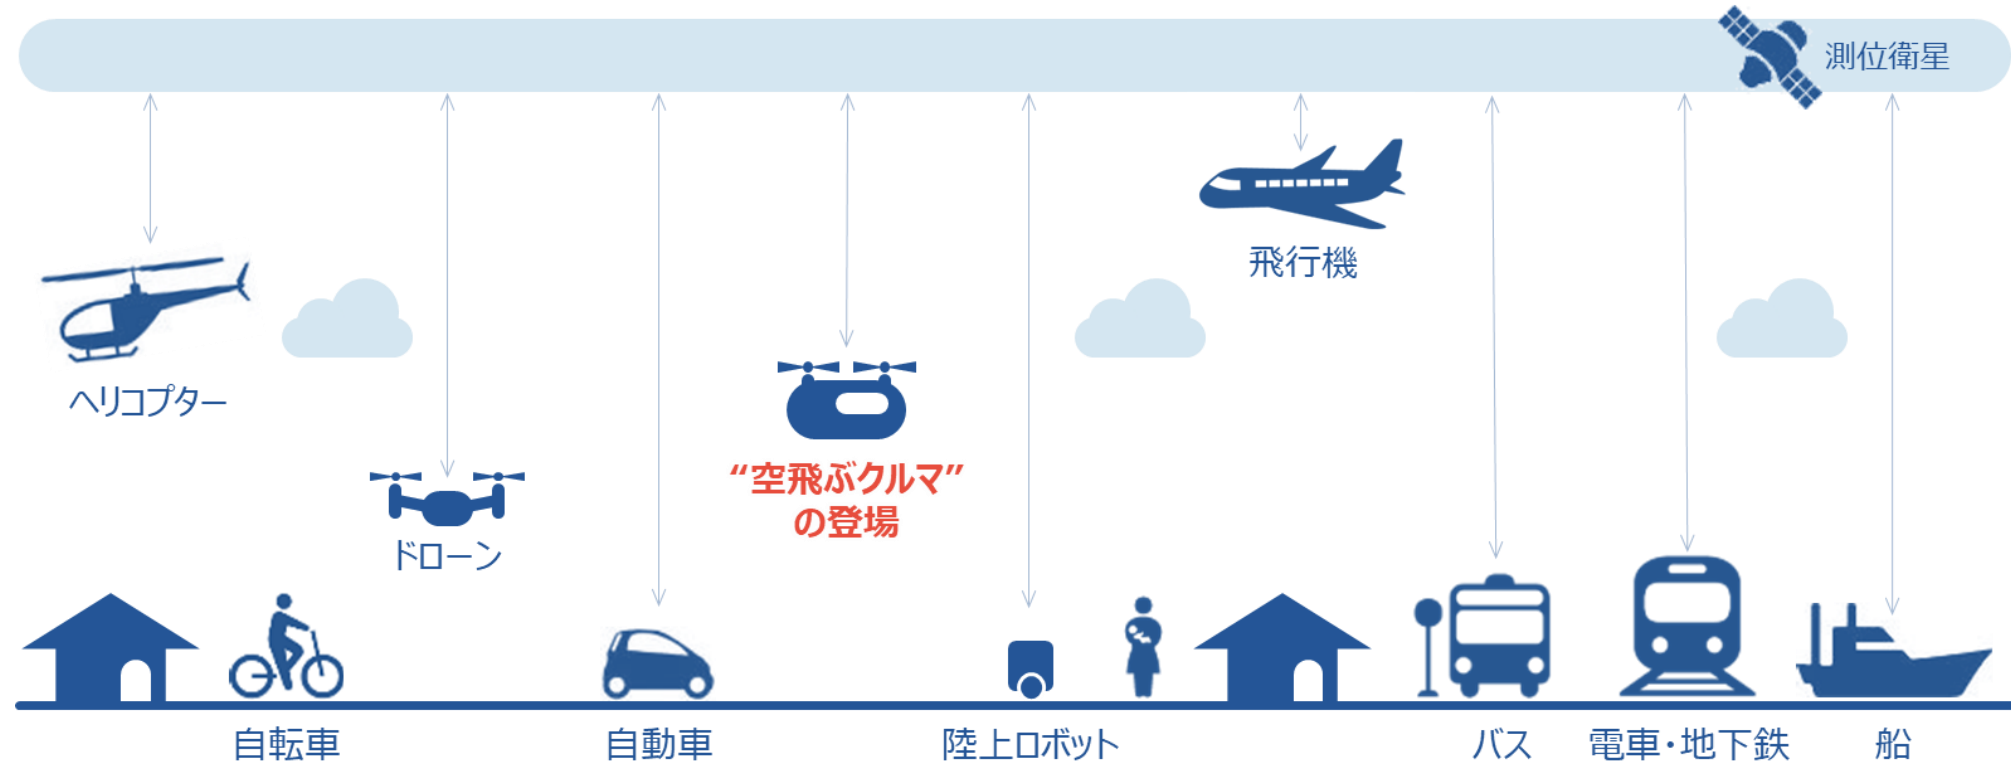 測位衛星
飛行機
ヘリコプター
“空飛ぶクルマ”
の登場
ドローン
自転車
自動車
陸上ロボット
バス
電車・地下鉄
船